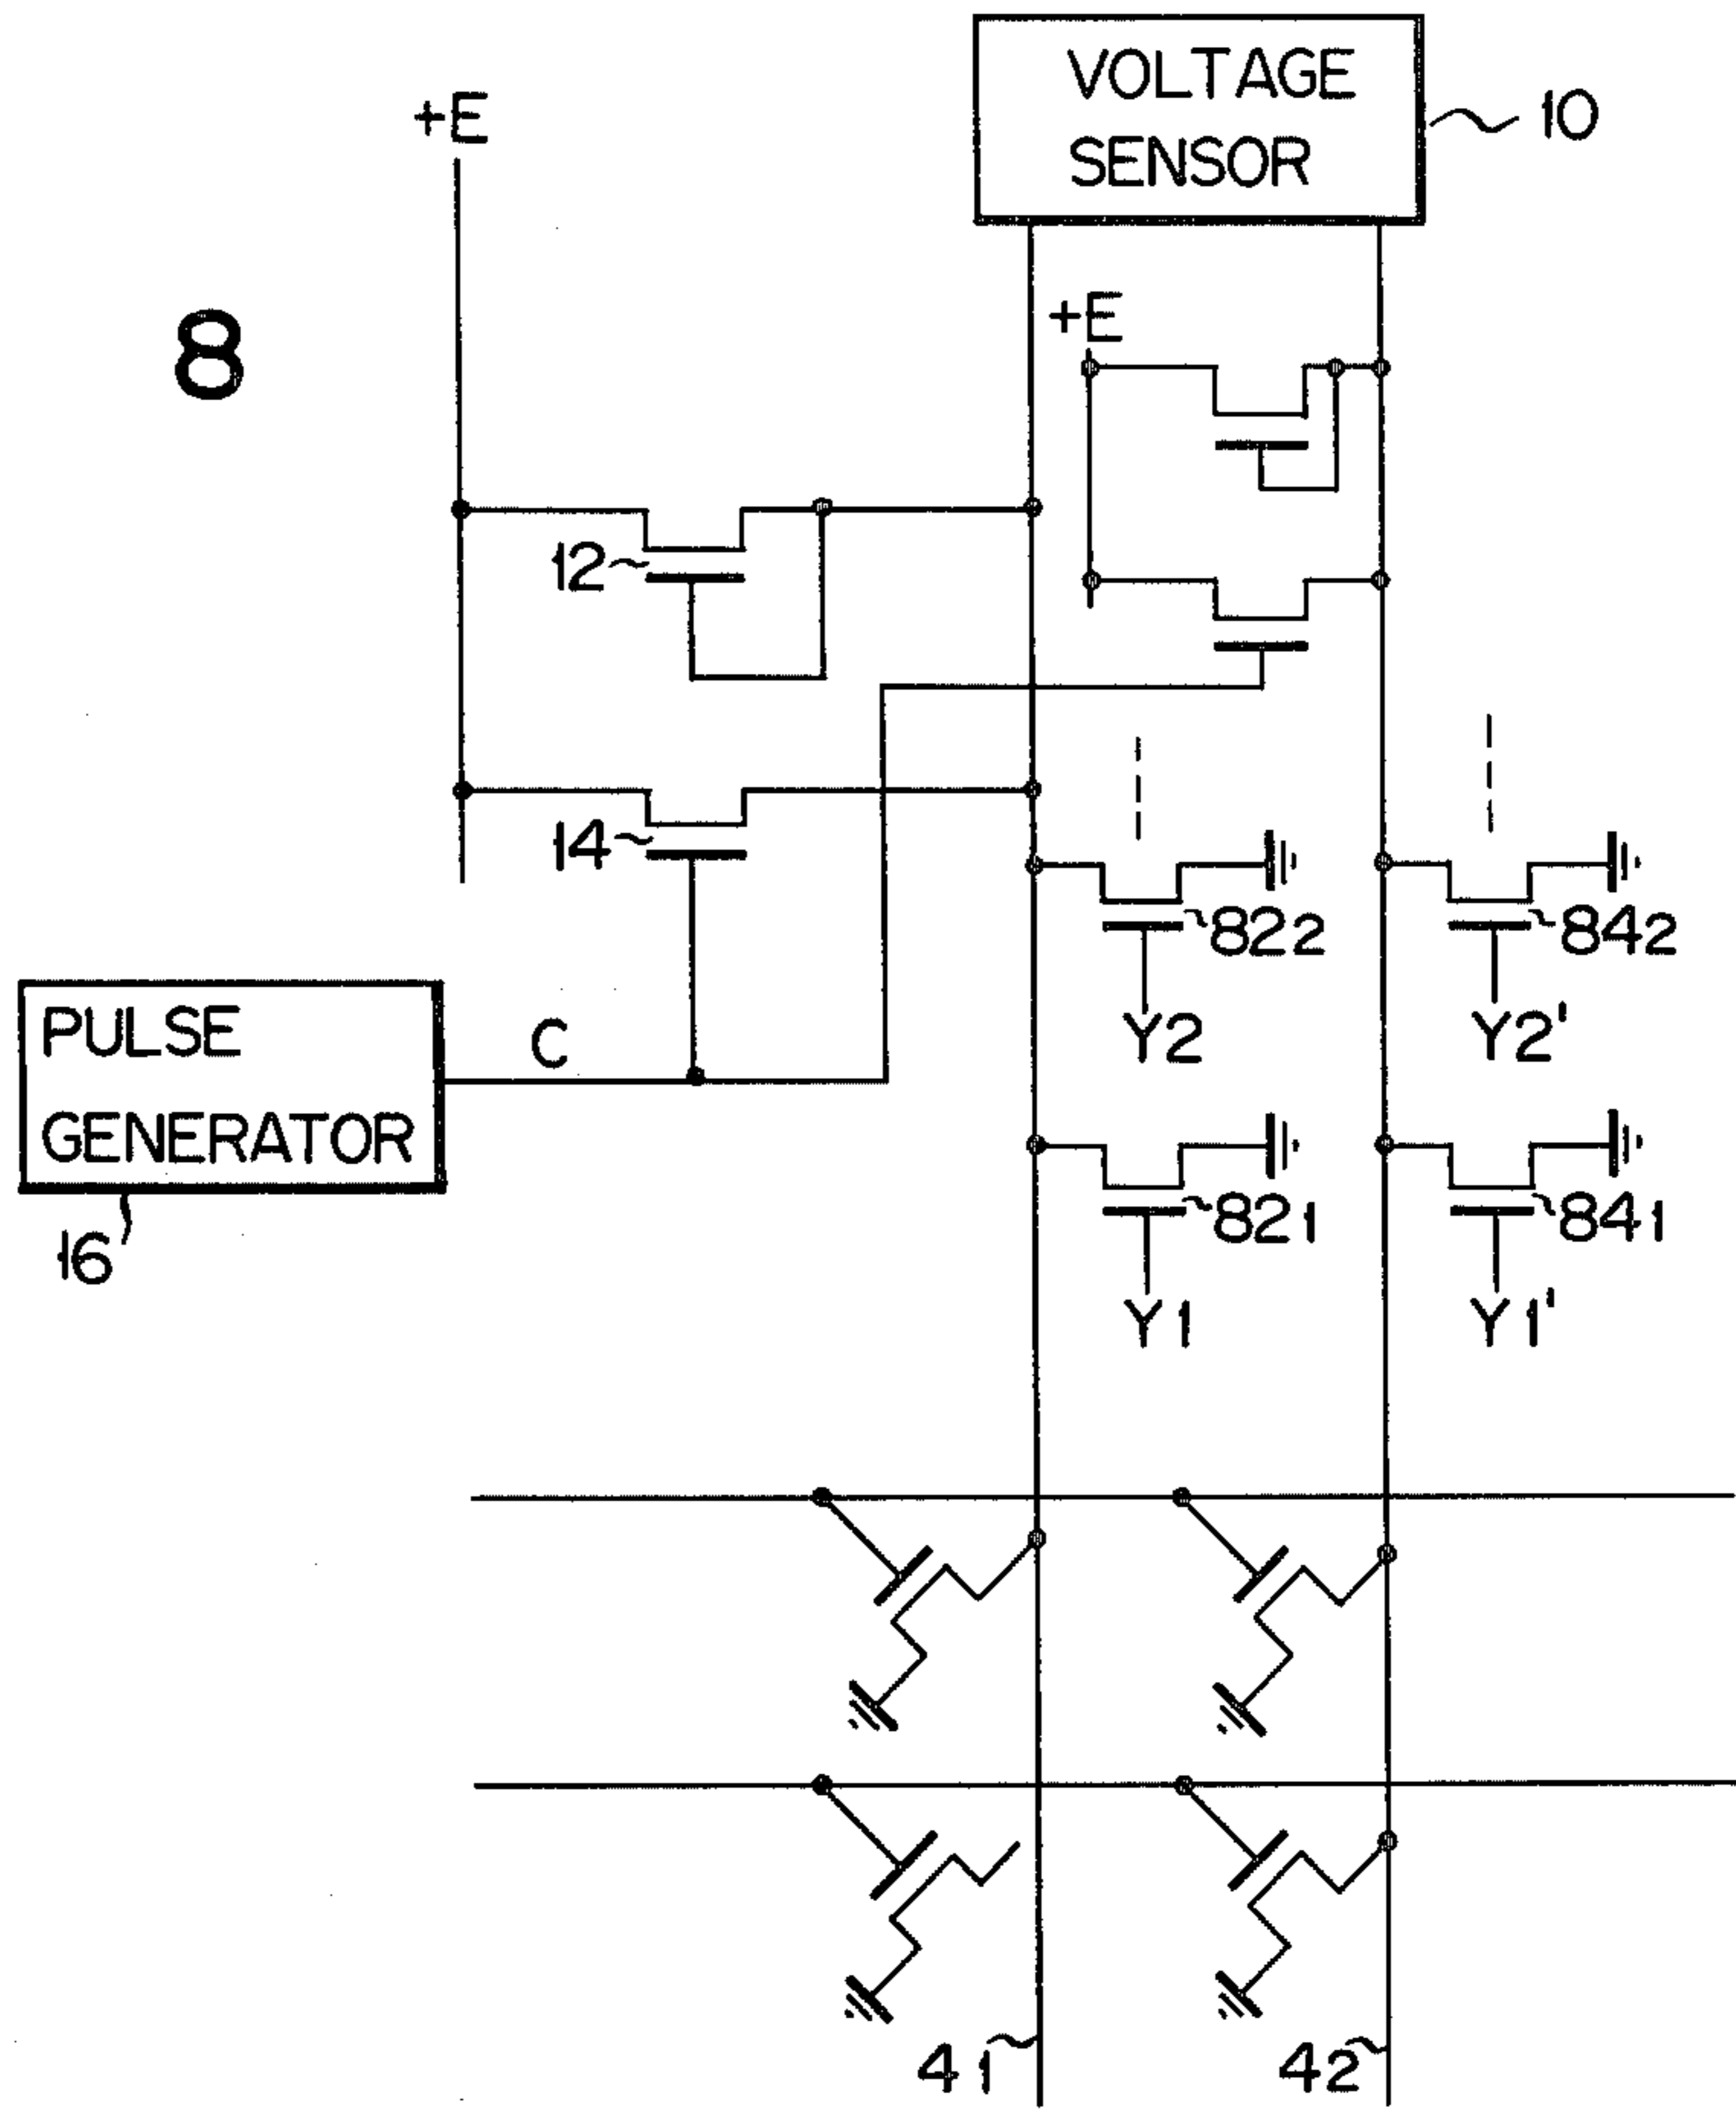 VOLTAGE
SENSOR
10
+E
+E
8
12
14
822
842
Y2
Y2'
PULSE
GENERATOR
C
16
821
841
Y1
Y1'
41
42